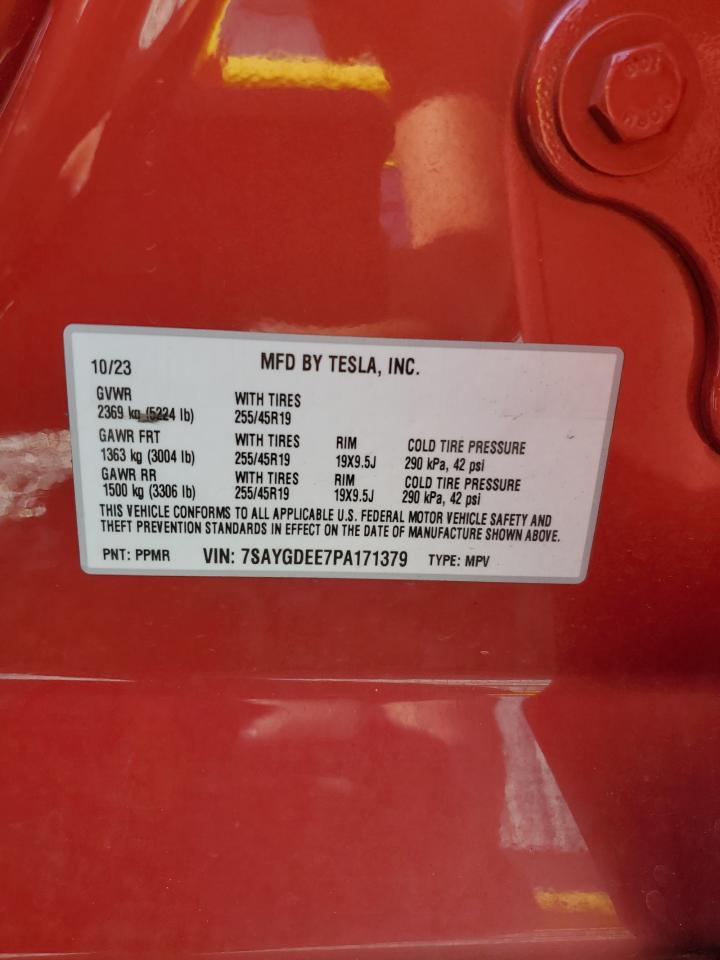 10/23 MFD BY TESLA, INC.
GVWR WITH TIRES
2369 kg (5224 lb) 255/45R19
GAWR FRT WITH TIRES RIM COLD TIRE PRESSURE
1363 kg (3004 lb) 255/45R19 19X9.5J 290 kPa, 42 psi
GAWR RR WITH TIRES RIM COLD TIRE PRESSURE
1500 kg (3306 lb) 255/45R19 19X9.5J 290 kPa, 42 psi
THIS VEHICLE CONFORMS TO ALL APPLICABLE U.S. FEDERAL MOTOR VEHICLE SAFETY AND
THEFT PREVENTION STANDARDS IN EFFECT ON THE DATE OF MANUFACTURE SHOWN ABOVE.
PNT: PPMR VIN: 7SAYGDEE7PA171379 TYPE: MPV